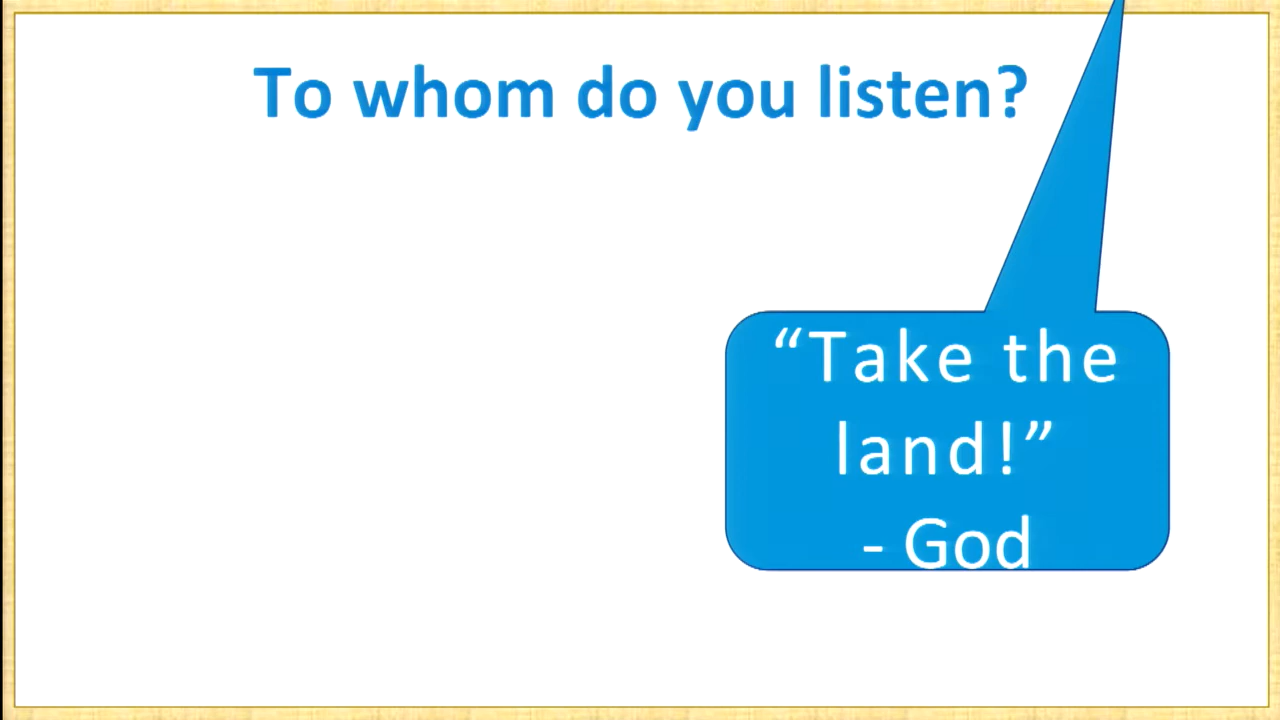 To whom do you listen?
“Take the
land!”
- God